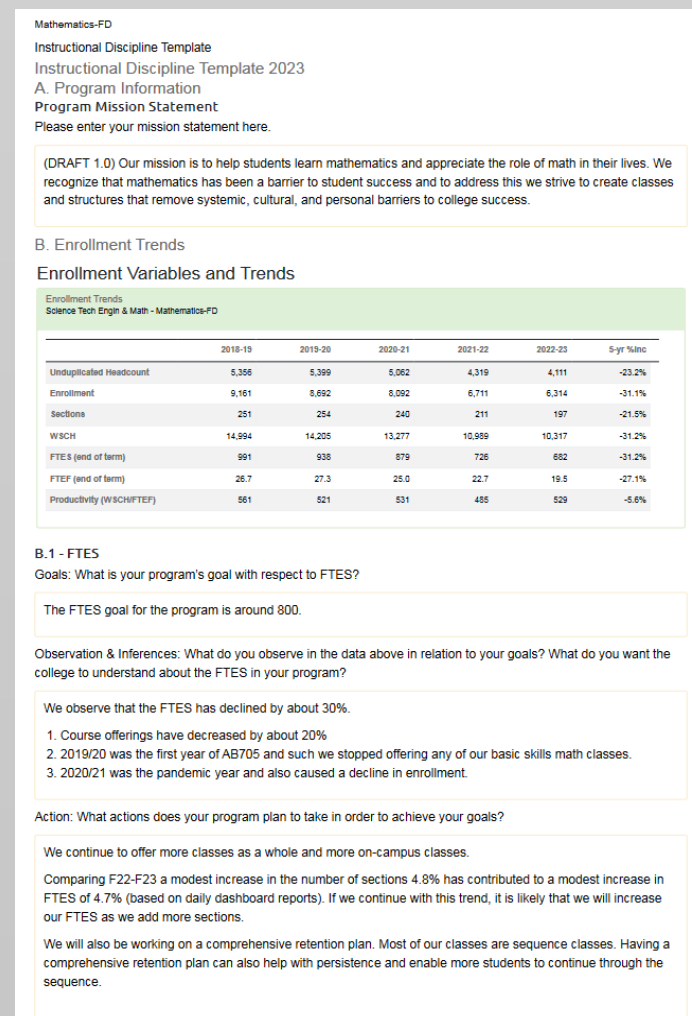 Mathematics-FD
Instructional Discipline Template
Instructional Discipline Template 2023
A. Program Information
Program Mission Statement
Please enter your mission statement here.
(DRAFT 1.0) Our mission is to help students learn mathematics and appreciate the role of math in their lives. We
recognize that mathematics has been a barrier to student success and to address this we strive to create classes
and structures that remove systemic, cultural, and personal barriers to college success.
B. Enrollment Trends
Enrollment Variables and Trends
Enrollment Trends
Science Tech Engin & Math - Mathematics-FD
2018-19 2019-20 2020-21 2021-22 2022-23 5-yr %Inc
Unduplicated Headcount 5,356 5,399 5,062 4,319 4,111 -23.2%
Enrollment 9,161 8,692 8,092 6,711 6,314 -31.1%
Sections 251 254 240 211 197 -21.5%
WSCH 14,994 14,205 13,277 10,989 10,317 -31.2%
FTES (end of term) 991 938 879 726 682 -31.2%
FTEF (end of term) 26.7 27.3 25.0 22.7 19.5 -27.1%
Productivity (WSCH/FTEF) 561 521 531 485 529 -5.6%
B.1 - FTES
Goals: What is your program's goal with respect to FTES?
The FTES goal for the program is around 800.
Observation & Inferences: What do you observe in the data above in relation to your goals? What do you want the
college to understand about the FTES in your program?
We observe that the FTES has declined by about 30%.
1. Course offerings have decreased by about 20%
2. 2019/20 was the first year of AB705 and such we stopped offering any of our basic skills math classes.
3. 2020/21 was the pandemic year and also caused a decline in enrollment.
Action: What actions does your program plan to take in order to achieve your goals?
We continue to offer more classes as a whole and more on-campus classes.
Comparing F22-F23 a modest increase in the number of sections 4.8% has contributed to a modest increase in
FTES of 4.7% (based on daily dashboard reports). If we continue with this trend, it is likely that we will increase
our FTES as we add more sections.
We will also be working on a comprehensive retention plan. Most of our classes are sequence classes. Having a
comprehensive retention plan can also help with persistence and enable more students to continue through the
sequence.